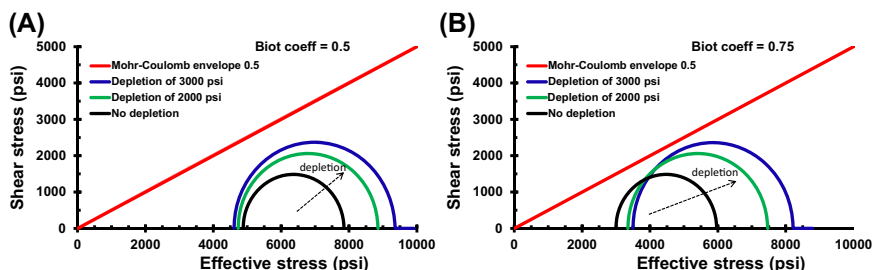 (A)
Biot coeff = 0.5
Shear stress (psi)
5000
4000
3000
2000
1000
0
Mohr-Coulomb envelope 0.5
Depletion of 3000 psi
Depletion of 2000 psi
No depletion
depletion
0 2000 4000 6000 8000 10000
Effective stress (psi)
(B)
Biot coeff = 0.75
Shear stress (psi)
5000
4000
3000
2000
1000
0
Mohr-Coulomb envelope 0.5
Depletion of 3000 psi
Depletion of 2000 psi
No depletion
depletion
0 2000 4000 6000 8000 10000
Effective stress (psi)